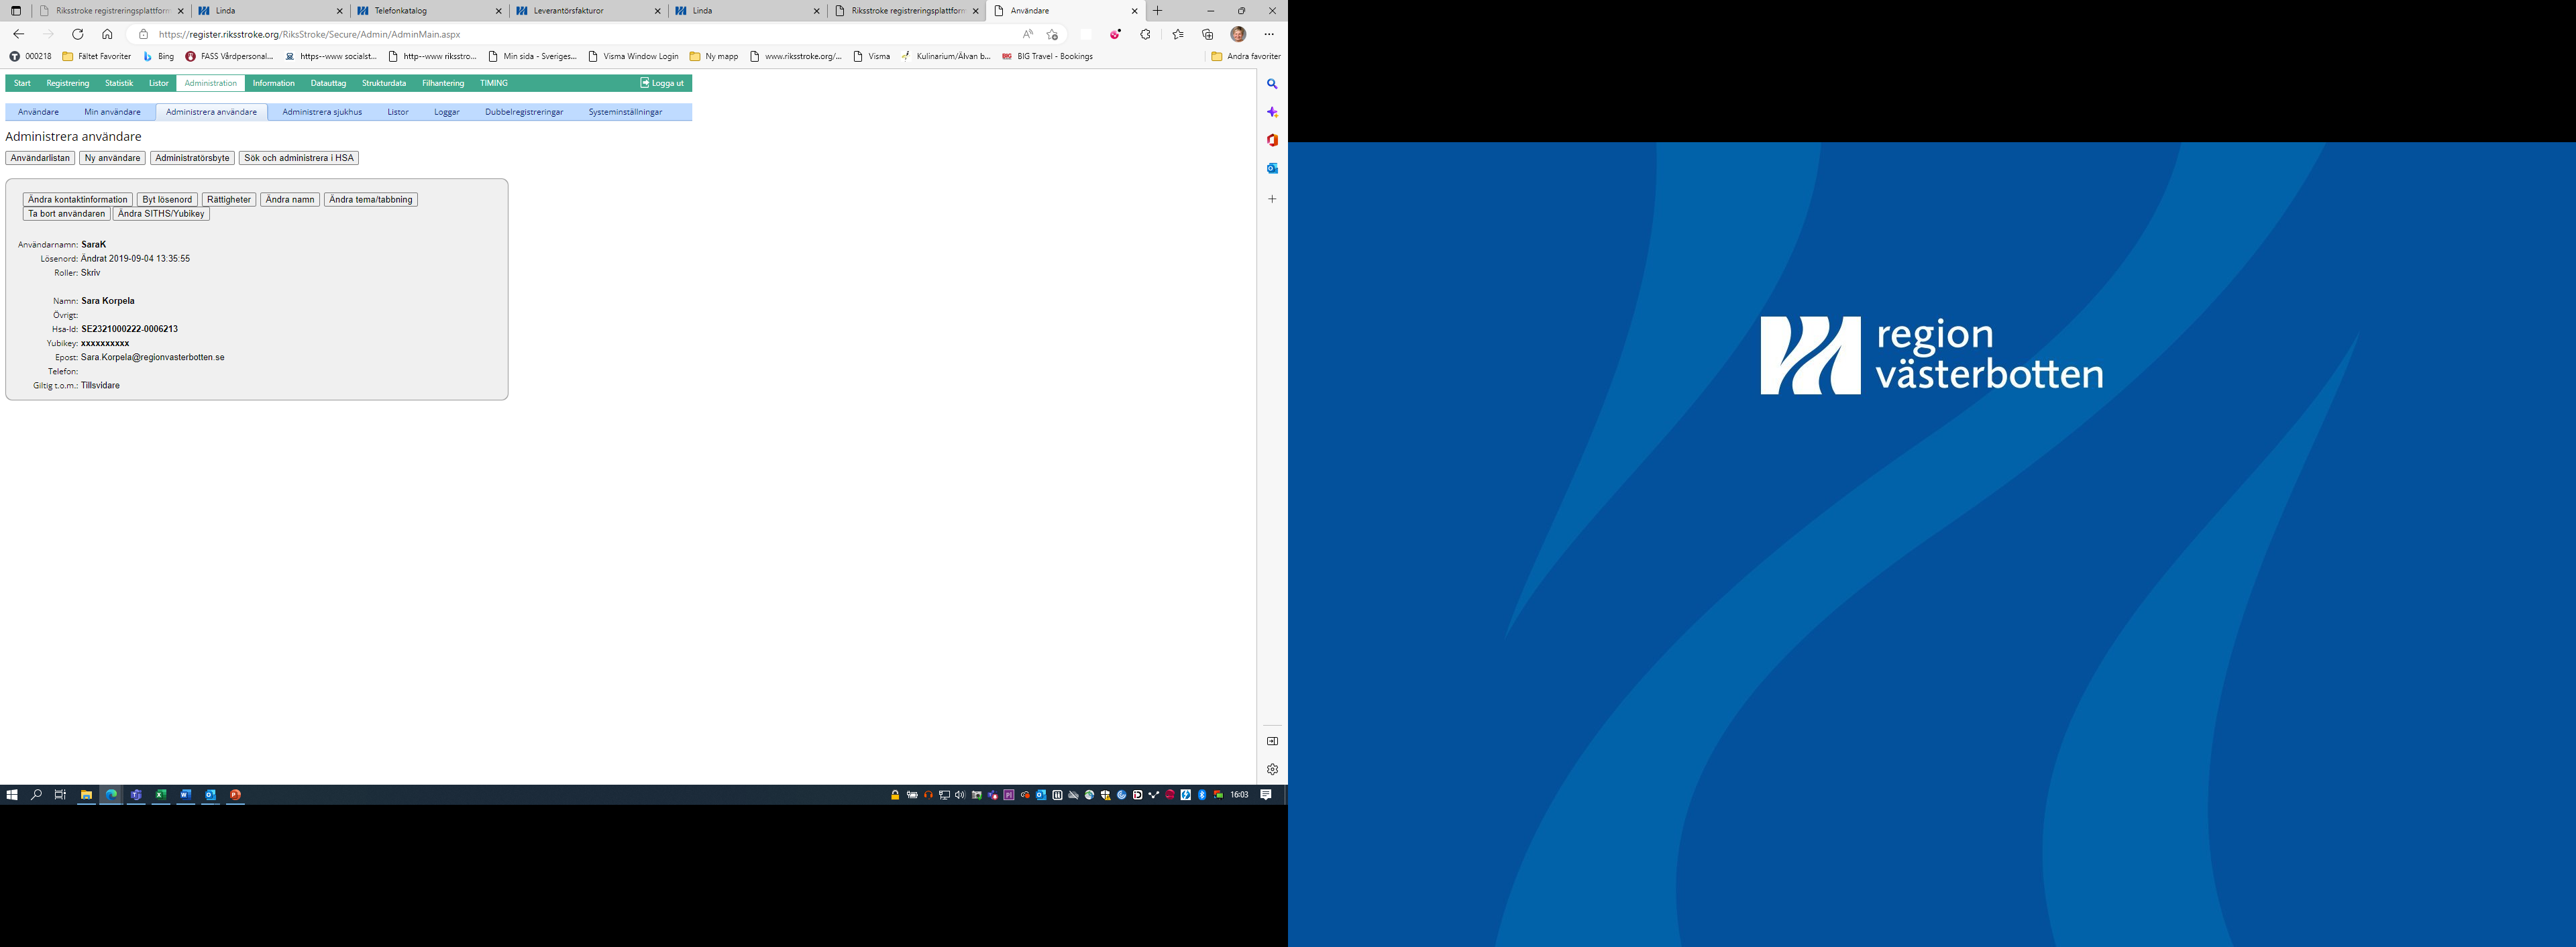 Riksstroke registreringsplattform
Linda
Telefonkatalog
Leverantörsfakturor
Linda
Riksstroke registreringsplattform
Användare
https://register.riksstroke.org/RiksStroke/Secure/Admin/AdminMain.aspx
000218
Fältet Favoriter
Bing
FASS Vårdpersonal...
https--www socialst...
http--www riksstro...
Min sida - Sveriges...
Visma Window Login
Ny mapp
www.riksstroke.org/...
Visma
Kulinarium/Älvan b...
BIG Travel - Bookings
Andra favoriter
Start Registrering Statistik Listor Administration Information Datauttag Strukturdata Filhantering TIMING Logga ut
Användare Min användare Administrera användare Administrera sjukhus Listor Loggar Dubbelregistreringar Systeminställningar
Administrera användare
Användarlistan Ny användare Administratörsbyte Sök och administrera i HSA
Ändra kontaktinformation Byt lösenord Rättigheter Ändra namn Ändra tema/tabbning
Ta bort användaren Ändra SITHS/Yubikey
Användarnamn: SaraK
Lösenord: Ändrat 2019-09-04 13:35:55
Roller: Skriv
Namn: Sara Korpela
Övrigt:
Hsa-Id: SE2321000222-0006213
Yubikey: xxxxxxxxxx
Epost: Sara.Korpela@regionvasterbotten.se
Telefon:
Giltig t.o.m.: Tillsvidare
16:03
region
västerbotten